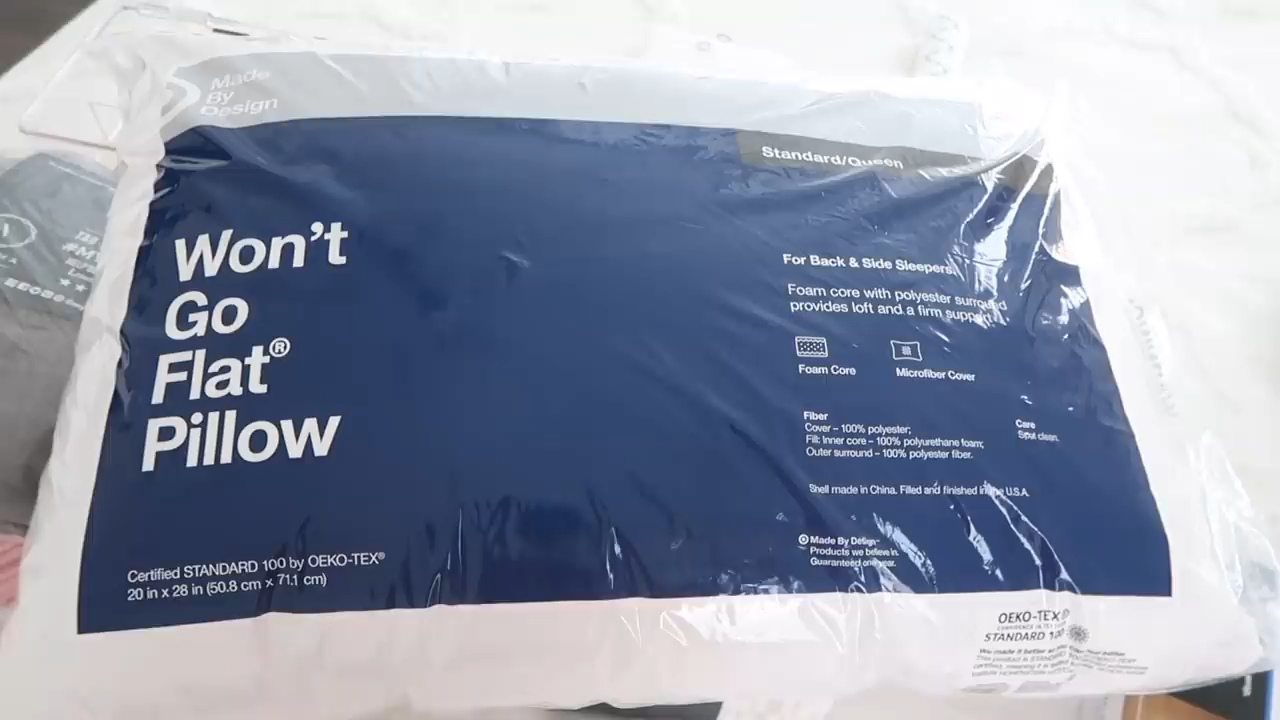 Made
By
Design
Standard/Queen
Won't
Go
Flat®
Pillow
For Back & Side Sleepers
Foam core with polyester surround
provides loft and a firm support
Foam Core
Microfiber Cover
Fiber
Cover – 100% polyester;
Fill: Inner core – 100% polyurethane foam;
Outer surround – 100% polyester fiber.
Care
Spot clean.
Shell made in China. Filled and finished in the U.S.A.
Made By Design™
Products we believe in.
Guaranteed one year.
Certified STANDARD 100 by OEKO-TEX®
20 in x 28 in (50.8 cm x 71.1 cm)
OEKO-TEX®
STANDARD 100